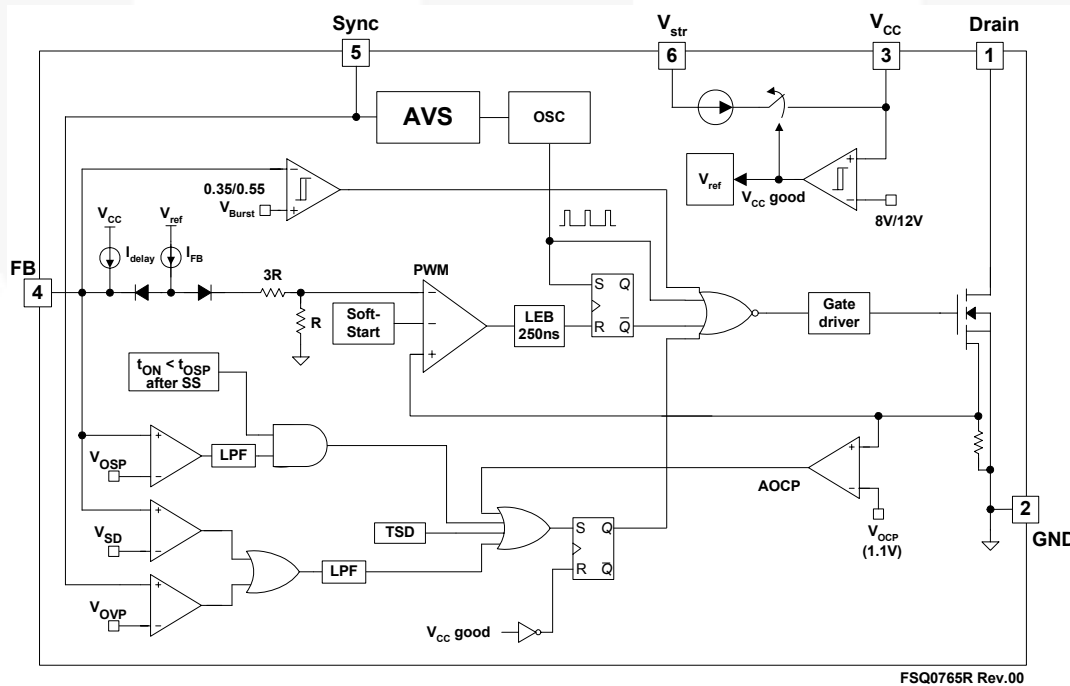 Sync
5
V_str
6
V_CC
3
Drain
1
AVS
OSC
V_ref
V_CC good
8V/12V
0.35/0.55
V_Burst
V_CC
V_ref
I_delay
I_FB
FB
4
3R
R
PWM
Soft-
Start
LEB
250ns
S Q
R Q̅
Gate
driver
t_ON < t_OSP
after SS
V_OSP
LPF
AOCP
V_OCP
(1.1V)
2
GND
V_SD
TSD
S Q
R Q̅
LPF
V_OVP
V_CC good
FSQ0765R Rev.00
+
−
+
−
−
−
+
+
−
+
−
+
−
+
−